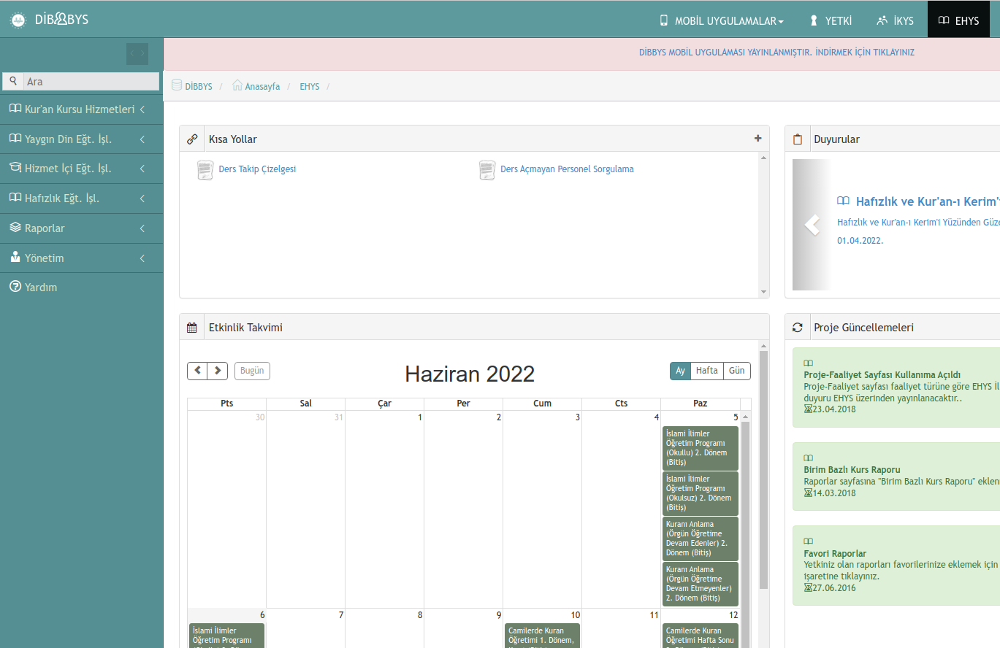 DİBBYS
MOBİL UYGULAMALAR
YETKİ
İKYS
EHYS
DİBBYS MOBİL UYGULAMASI YAYINLANMIŞTIR. İNDİRMEK İÇİN TIKLAYINIZ
Ara
DİBBYS / Anasayfa / EHYS /
Kur'an Kursu Hizmetleri
Yaygın Din Eğt. İşl.
Hizmet İçi Eğt. İşl.
Hafızlık Eğt. İşl.
Raporlar
Yönetim
Yardım
Kısa Yollar
Ders Takip Çizelgesi
Ders Açmayan Personel Sorgulama
Duyurular
Hafızlık ve Kur'an-ı Kerim'
Hafızlık ve Kur'an-ı Kerim'i Yüzünden Güze
01.04.2022.
Etkinlik Takvimi
Bugün
Haziran 2022
Ay
Hafta
Gün
Pts Sal Çar Per Cum Cts Paz
30 31 1 2 3 4 5
İslami İlimler
Öğretim Programı
(Okullu) 2. Dönem
(Bitiş)
İslami İlimler
Öğretim Programı
(Okulsuz) 2. Dönem
(Bitiş)
Kuranı Anlama
(Örgün Öğretime
Devam Edenler) 2.
Dönem (Bitiş)
Kuranı Anlama
(Örgün Öğretime
Devam Etmeyenler)
2. Dönem (Bitiş)
6 7 8 9 10 11 12
İslami İlimler
Öğretim Programı
Camilerde Kuran
Öğretimi 1. Dönem,
Camilerde Kuran
Öğretimi Hafta Sonu
Proje Güncellemeleri
Proje-Faaliyet Sayfası Kullanıma Açıldı
Proje-Faaliyet sayfası faaliyet türüne göre EHYS İl
duyuru EHYS üzerinden yayınlanacaktır..
23.04.2018
Birim Bazlı Kurs Raporu
Raporlar sayfasına "Birim Bazlı Kurs Raporu" eklen
14.03.2018
Favori Raporlar
Yetkiniz olan raporları favorilerinize eklemek için
işaretine tıklayınız.
27.06.2016